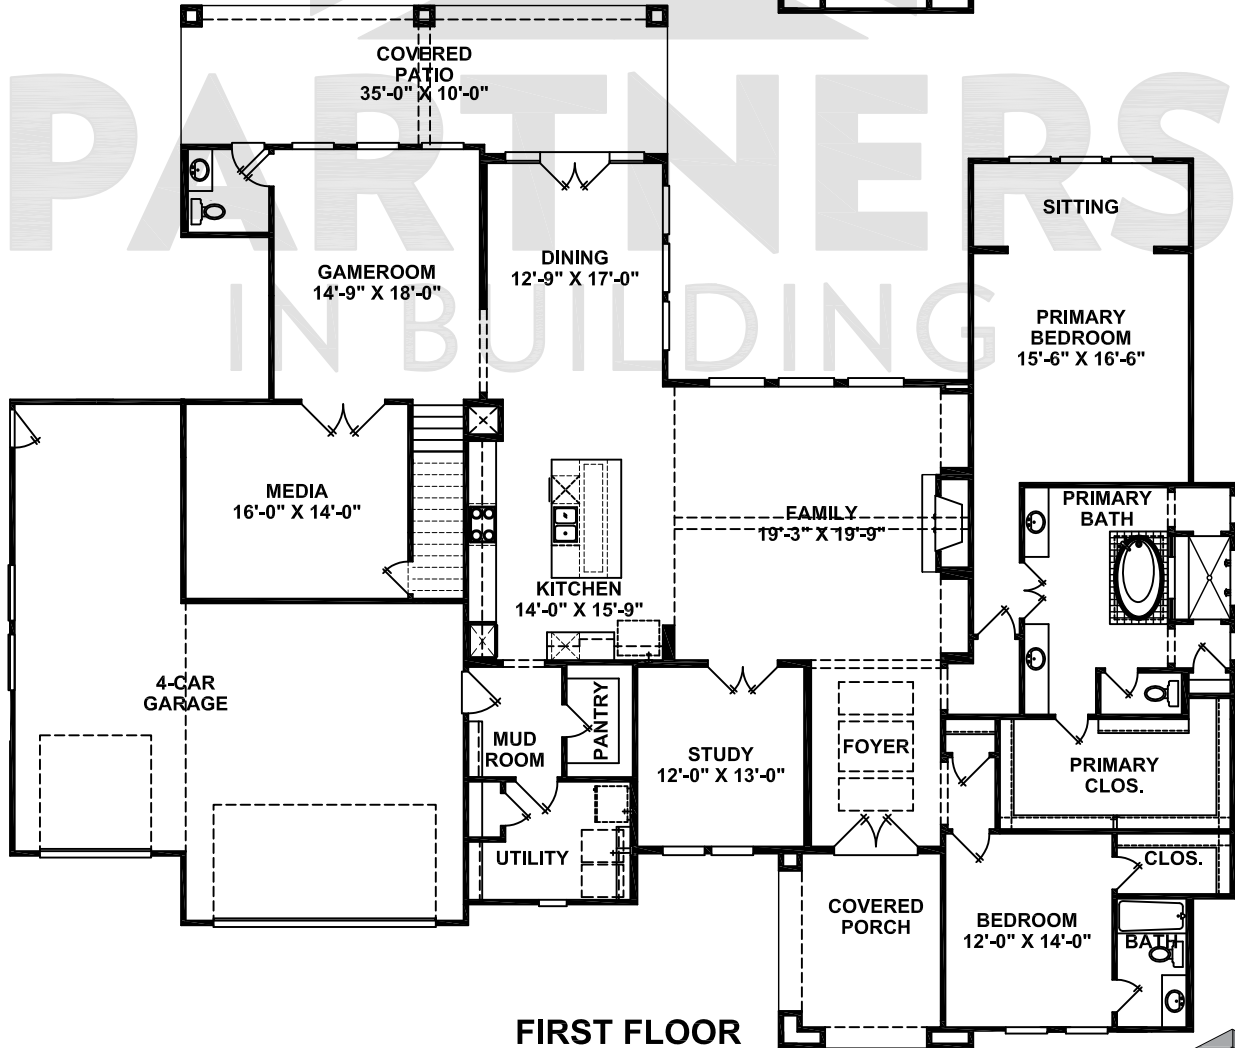 PARTNERS
IN BUILDING
COVERED
PATIO
35'-0" X 10'-0"
SITTING
DINING
12'-9" X 17'-0"
GAMEROOM
14'-9" X 18'-0"
PRIMARY
BEDROOM
15'-6" X 16'-6"
MEDIA
16'-0" X 14'-0"
PRIMARY
BATH
FAMILY
19'-3" X 19'-9"
KITCHEN
14'-0" X 15'-9"
4-CAR
GARAGE
MUD
ROOM
PANTRY
STUDY
12'-0" X 13'-0"
FOYER
PRIMARY
CLOS.
UTILITY
CLOS.
COVERED
PORCH
BEDROOM
12'-0" X 14'-0"
BATH
FIRST FLOOR